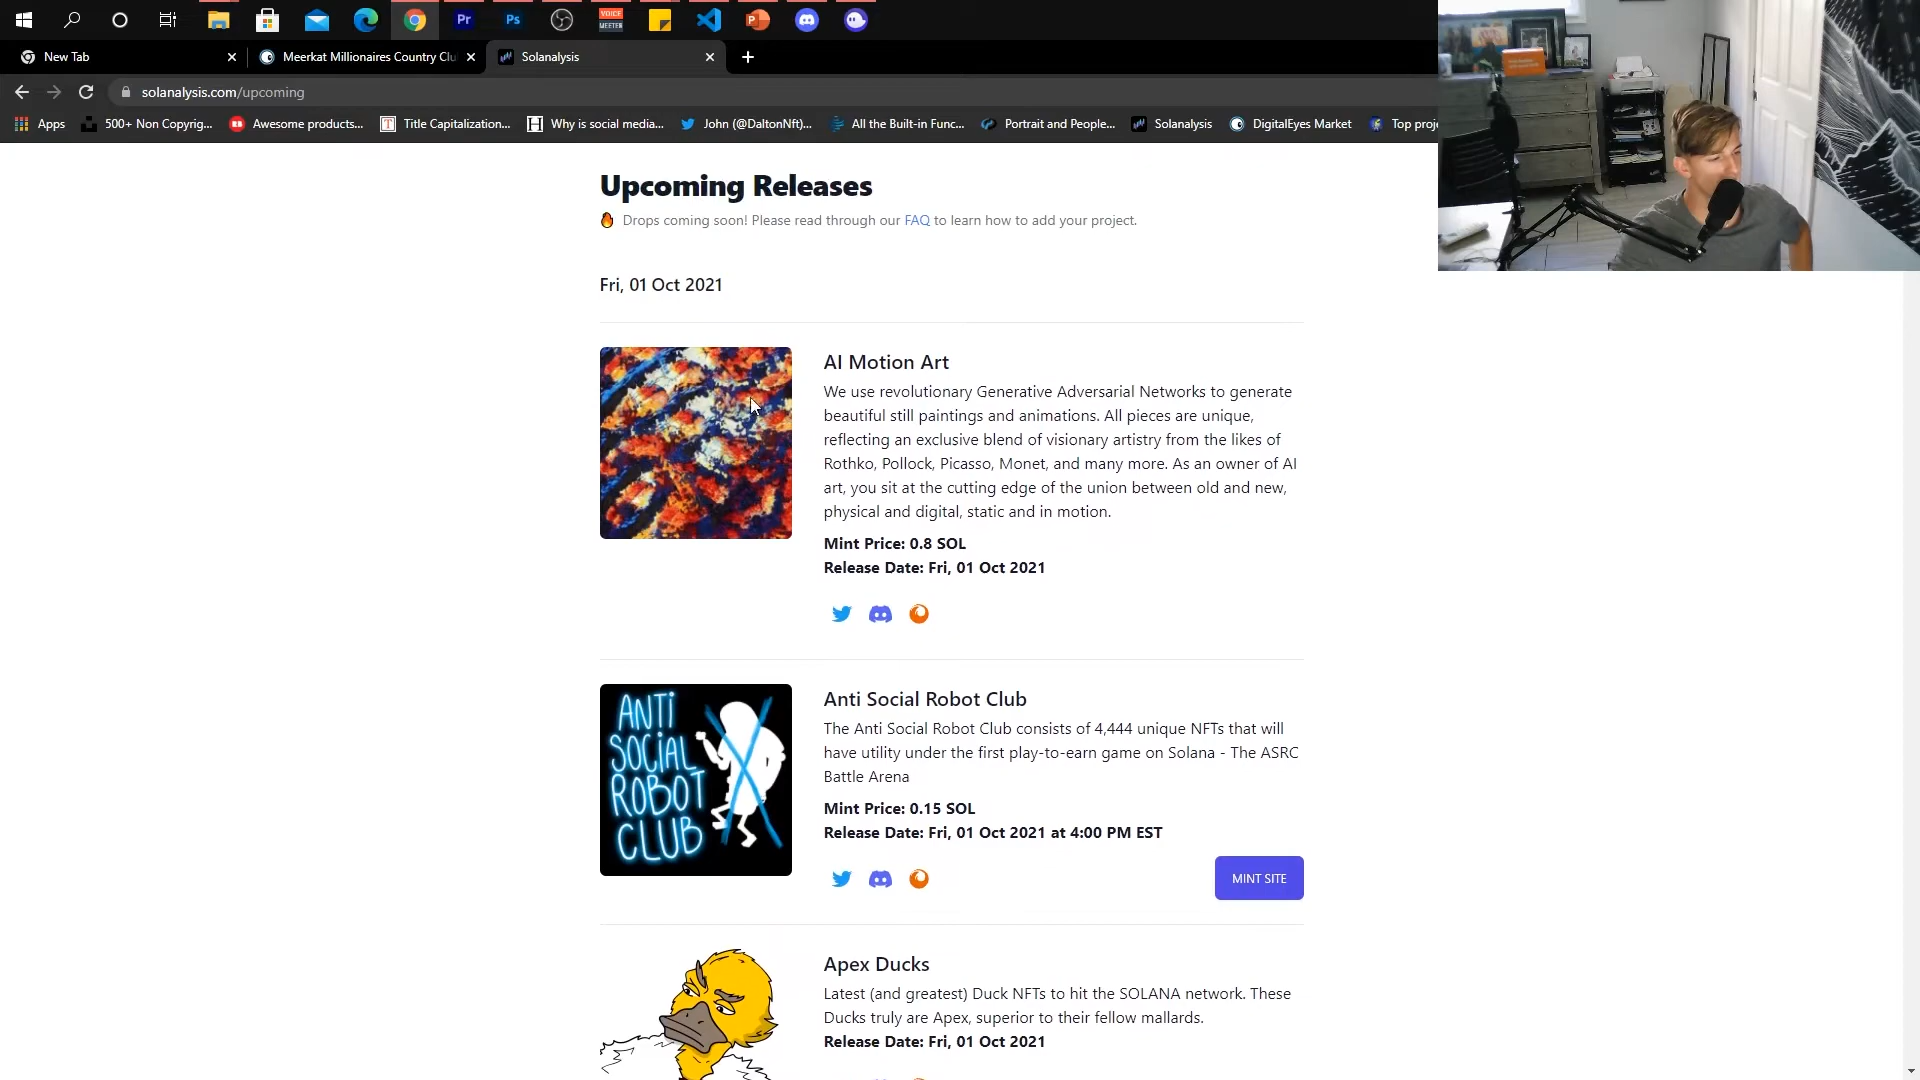 Pr
Ps
VOICE
MEETER
New Tab
Meerkat Millionaires Country Clu
Solanalysis
solanalysis.com/upcoming
Apps
500+ Non Copyrig...
Awesome products...
Title Capitalization...
Why is social media...
John (@DaltonNft)...
All the Built-in Func...
Portrait and People...
Solanalysis
DigitalEyes Market
Top proj
Upcoming Releases
Drops coming soon! Please read through our FAQ to learn how to add your project.
Fri, 01 Oct 2021
AI Motion Art
We use revolutionary Generative Adversarial Networks to generate
beautiful still paintings and animations. All pieces are unique,
reflecting an exclusive blend of visionary artistry from the likes of
Rothko, Pollock, Picasso, Monet, and many more. As an owner of AI
art, you sit at the cutting edge of the union between old and new,
physical and digital, static and in motion.
Mint Price: 0.8 SOL
Release Date: Fri, 01 Oct 2021
ANTI
SOCIAL
ROBOT
CLUB
Anti Social Robot Club
The Anti Social Robot Club consists of 4,444 unique NFTs that will
have utility under the first play-to-earn game on Solana - The ASRC
Battle Arena
Mint Price: 0.15 SOL
Release Date: Fri, 01 Oct 2021 at 4:00 PM EST
MINT SITE
Apex Ducks
Latest (and greatest) Duck NFTs to hit the SOLANA network. These
Ducks truly are Apex, superior to their fellow mallards.
Release Date: Fri, 01 Oct 2021